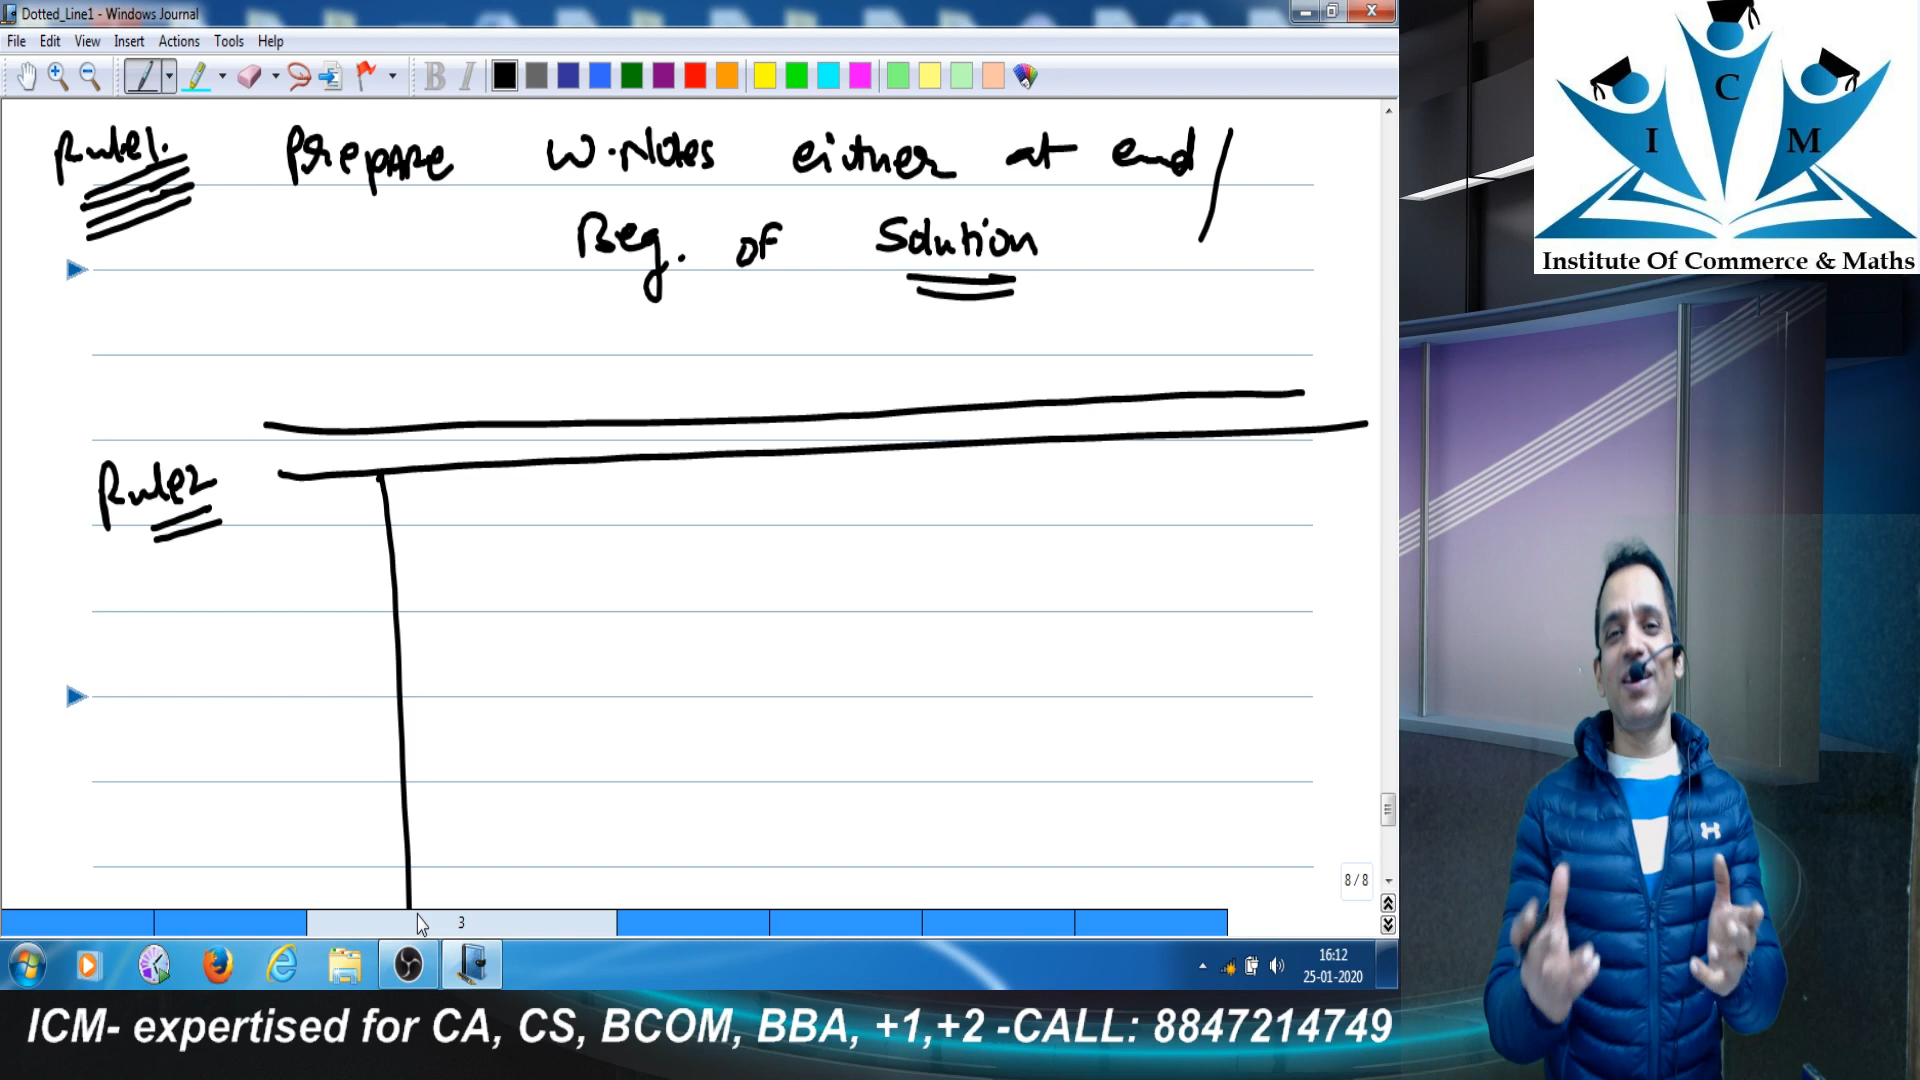 Dotted_Line1 - Windows Journal
File Edit View Insert Actions Tools Help
B I
Rule1. Prepare W.Notes either at end /
Beg. of Solution
Rule2
8 / 8
3
16:12
25-01-2020
I C M
Institute Of Commerce & Maths
ICM- expertised for CA, CS, BCOM, BBA, +1,+2 -CALL: 8847214749